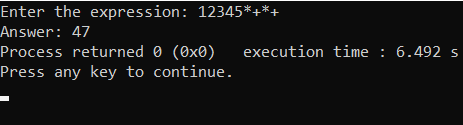 Enter the expression: 12345*+*+
Answer: 47
Process returned 0 (0x0)   execution time : 6.492 s
Press any key to continue.